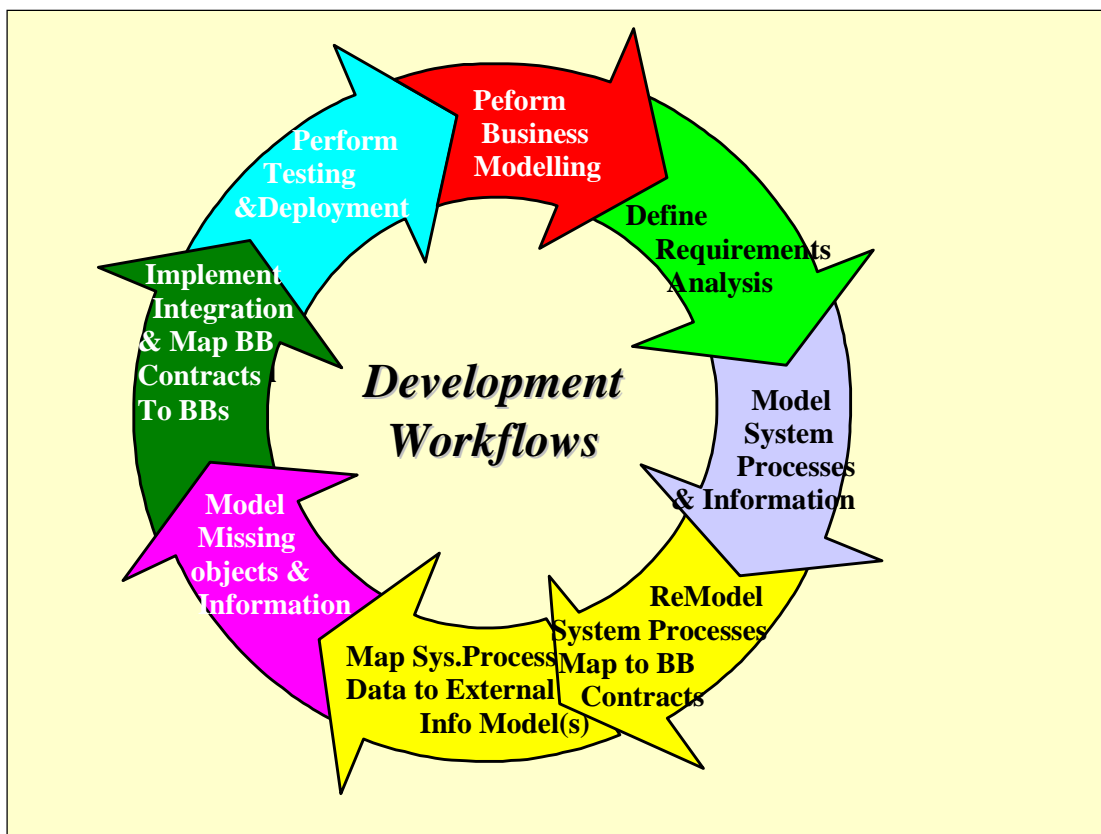 Peform
Business
Modelling
Define
Requirements
Analysis
Model
System
Processes
& Information
ReModel
System Processes
Map to BB
Contracts
Map Sys.Process
Data to External
Info Model(s)
Model
Missing
objects &
Information
Implement
Integration
& Map BB
Contracts
To BBs
Perform
Testing
&Deployment
Development
Workflows